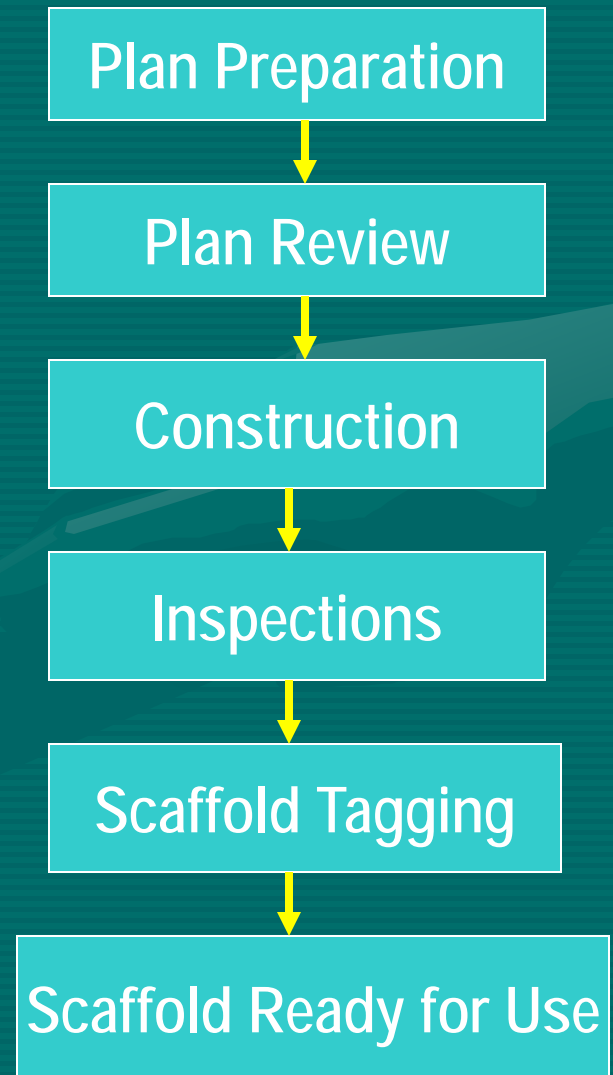 Plan Preparation
Plan Review
Construction
Inspections
Scaffold Tagging
Scaffold Ready for Use